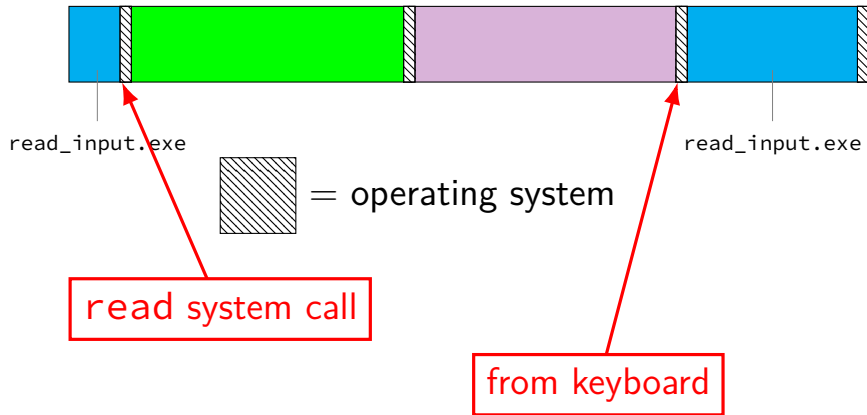 read_input.exe
read_input.exe
= operating system
read system call
from keyboard